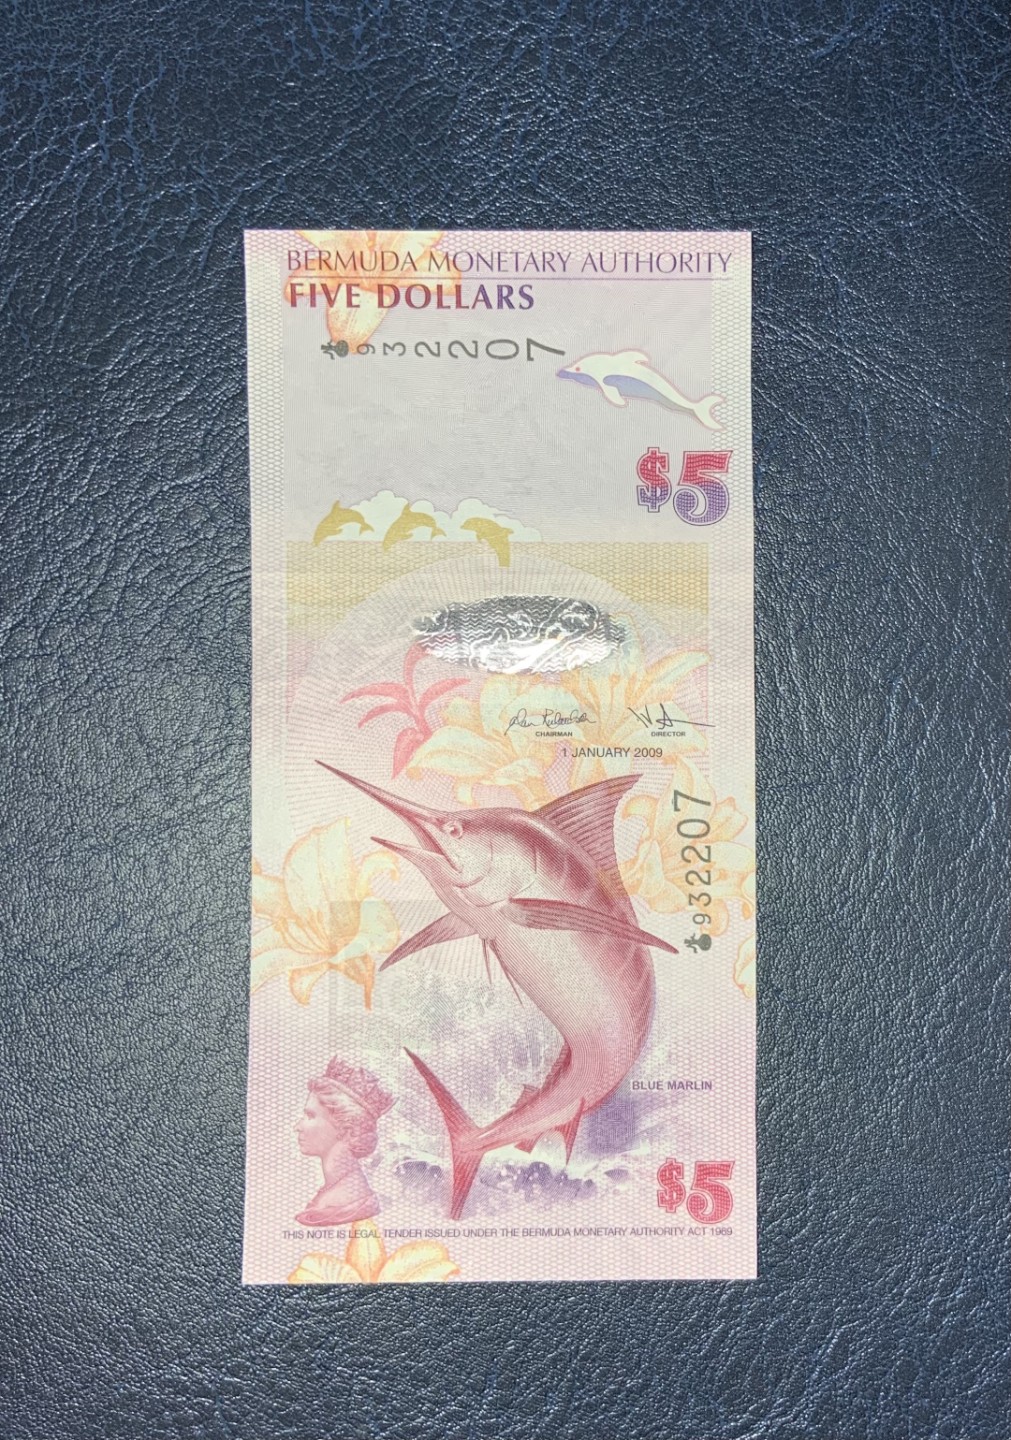 BERMUDA MONETARY AUTHORITY
FIVE DOLLARS
932207
$5
CHAIRMAN
DIRECTOR
1 JANUARY 2009
932207
BLUE MARLIN
$5
THIS NOTE IS LEGAL TENDER ISSUED UNDER THE BERMUDA MONETARY AUTHORITY ACT 1969